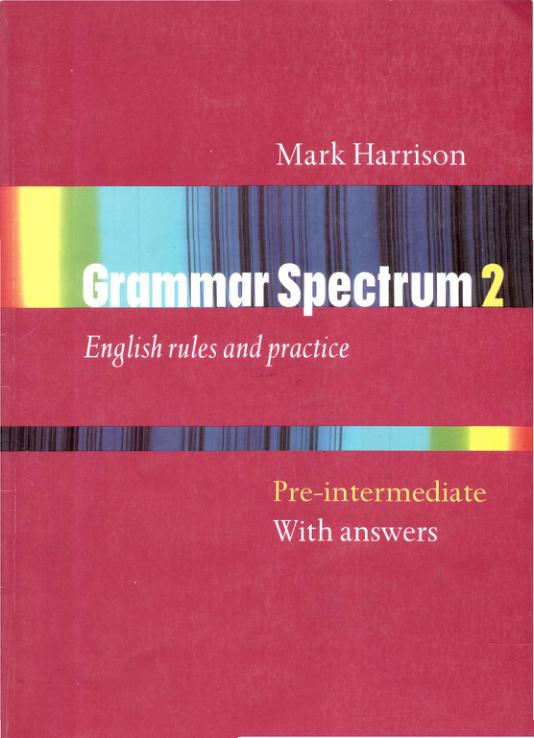 Mark Harrison
Grammar Spectrum 2
English rules and practice
Pre-intermediate
With answers